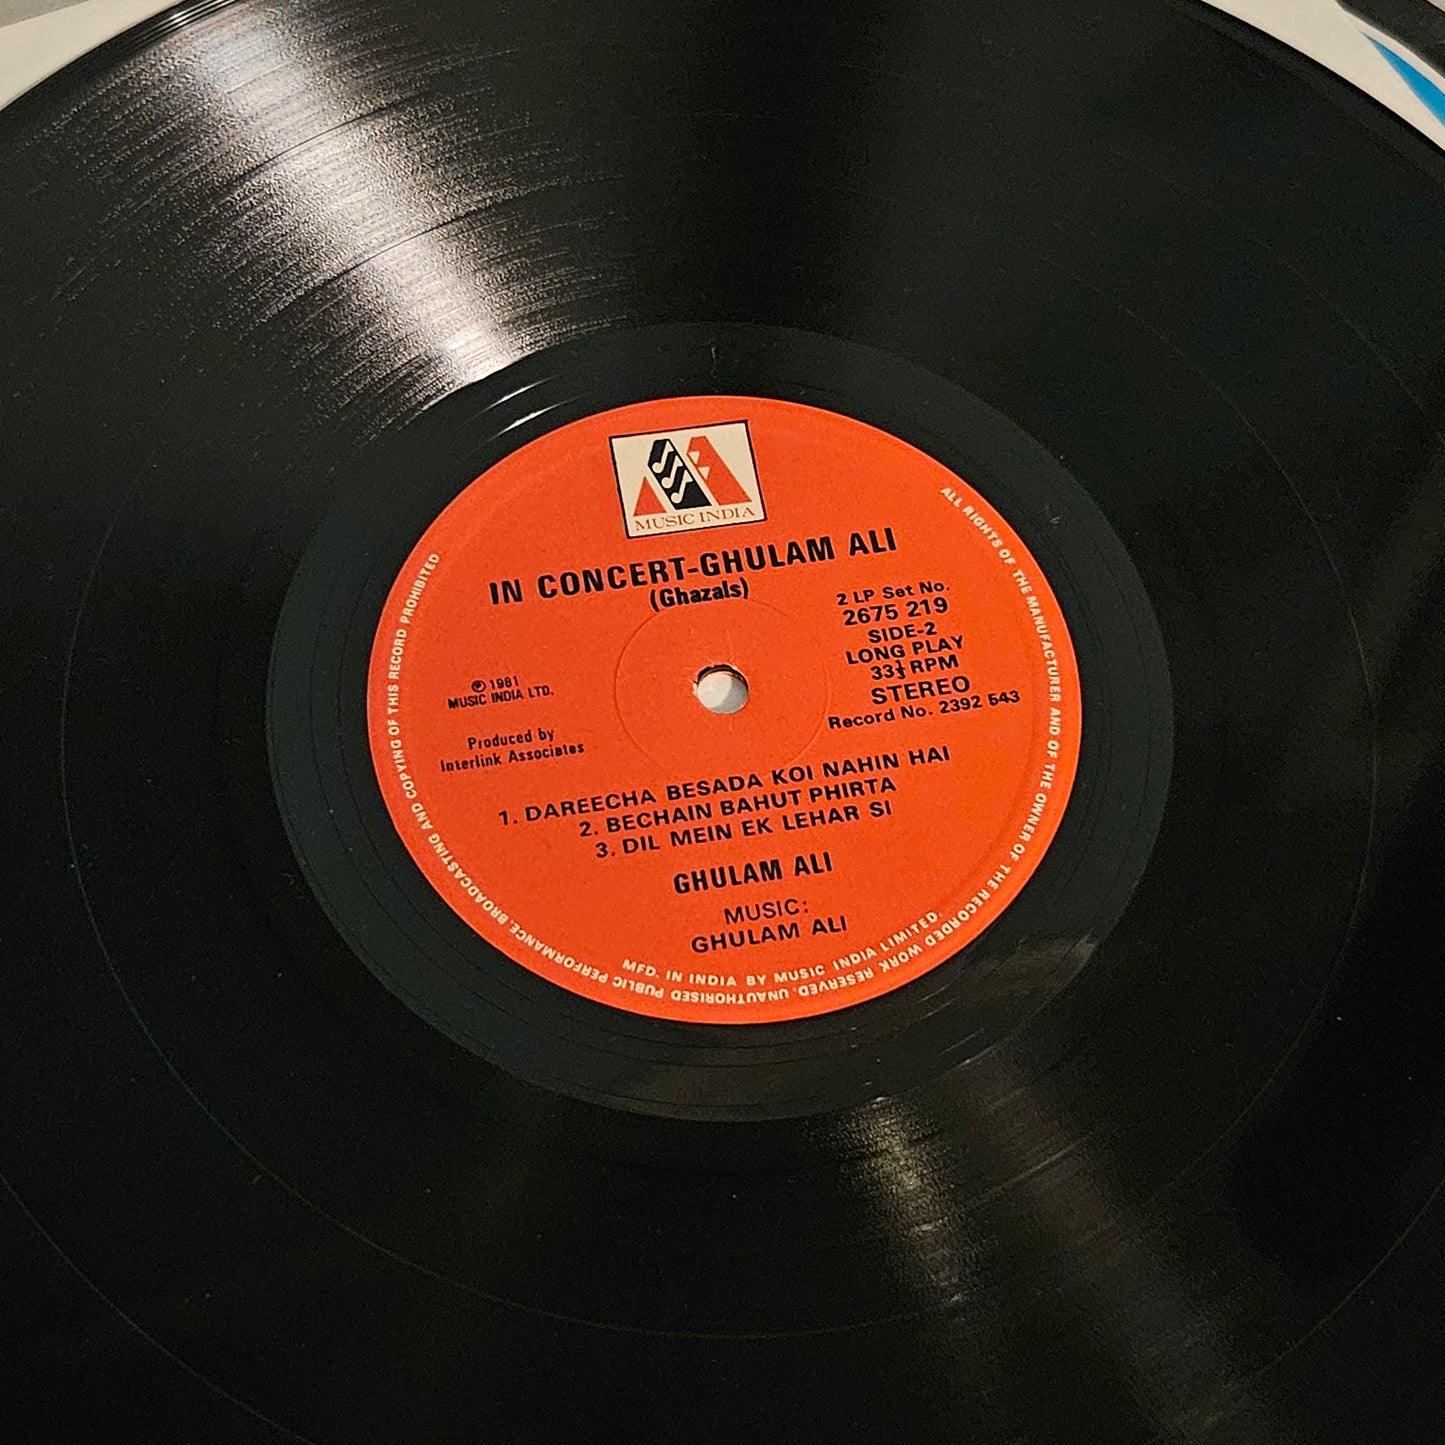 MUSIC INDIA
IN CONCERT-GHULAM ALI
(Ghazals)
2 LP Set No.
2675 219
SIDE-2
LONG PLAY
33⅓ RPM
STEREO
Record No. 2392 543
℗ 1981
MUSIC INDIA LTD.
Produced by
Interlink Associates
1. DAREECHA BESADA KOI NAHIN HAI
2. BECHAIN BAHUT PHIRTA
3. DIL MEIN EK LEHAR SI
GHULAM ALI
MUSIC:
GHULAM ALI
MFD. IN INDIA BY MUSIC INDIA LIMITED
ALL RIGHTS OF THE MANUFACTURER AND OF THE OWNER OF THE RECORDED WORK RESERVED. UNAUTHORISED PUBLIC PERFORMANCE, BROADCASTING AND COPYING OF THIS RECORD PROHIBITED